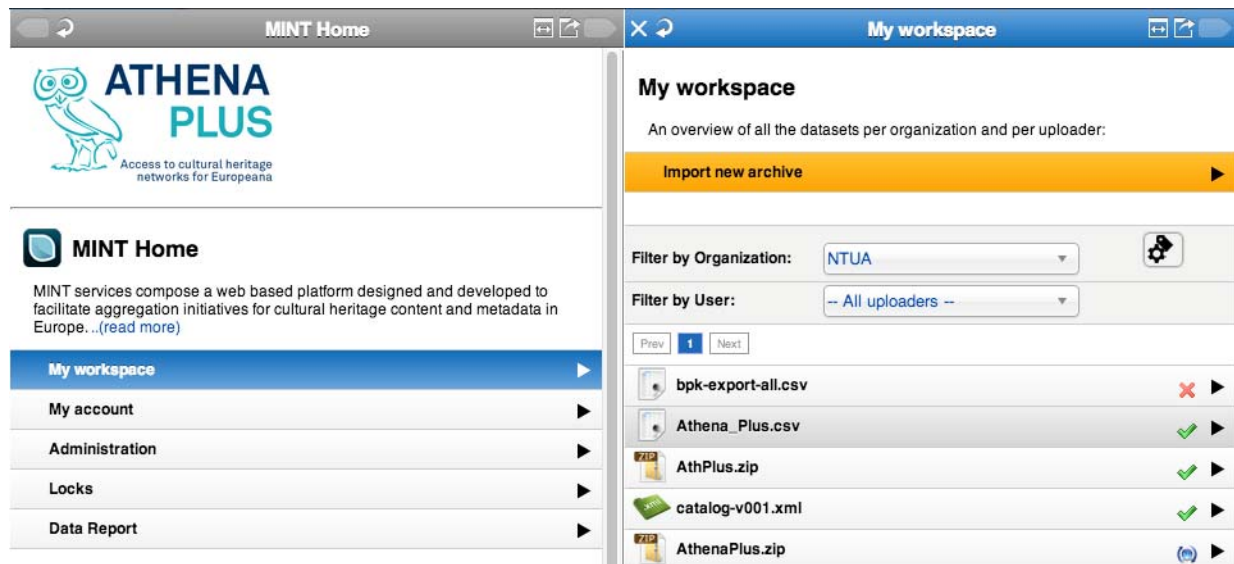 MINT Home
ATHENA
PLUS
Access to cultural heritage
networks for Europeana
MINT Home
MINT services compose a web based platform designed and developed to
facilitate aggregation initiatives for cultural heritage content and metadata in
Europe...(read more)
My workspace
My account
Administration
Locks
Data Report
My workspace
My workspace
An overview of all the datasets per organization and per uploader:
Import new archive
Filter by Organization: NTUA
Filter by User: -- All uploaders --
Prev 1 Next
bpk-export-all.csv
Athena_Plus.csv
ZIP AthPlus.zip
xml catalog-v001.xml
ZIP AthenaPlus.zip